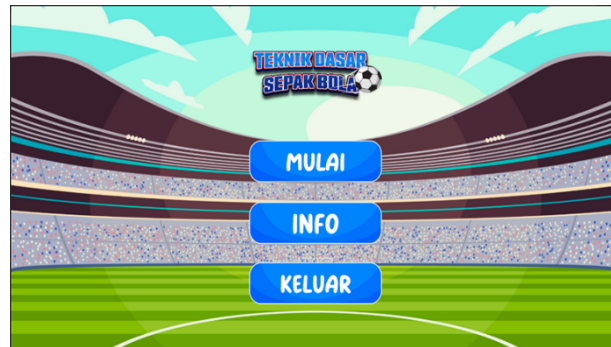 TEKNIK DASAR
SEPAK BOLA
MULAI
INFO
KELUAR